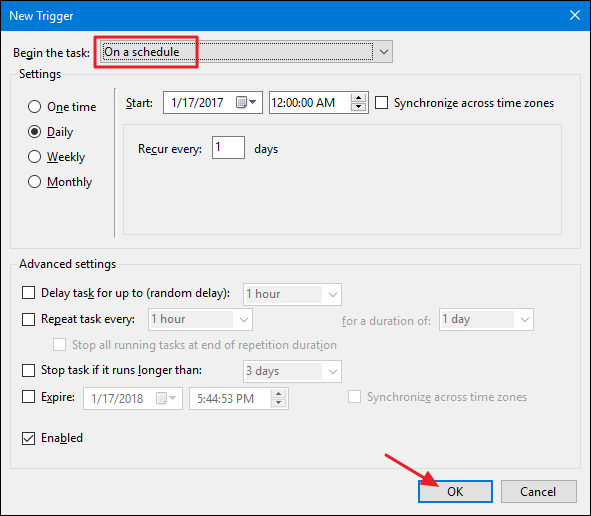 New Trigger
Begin the task: On a schedule
Settings
One time
Daily
Weekly
Monthly
Start: 1/17/2017 12:00:00 AM Synchronize across time zones
Recur every: 1 days
Advanced settings
Delay task for up to (random delay): 1 hour
Repeat task every: 1 hour for a duration of: 1 day
Stop all running tasks at end of repetition duration
Stop task if it runs longer than: 3 days
Expire: 1/17/2018 5:44:53 PM Synchronize across time zones
Enabled
OK Cancel